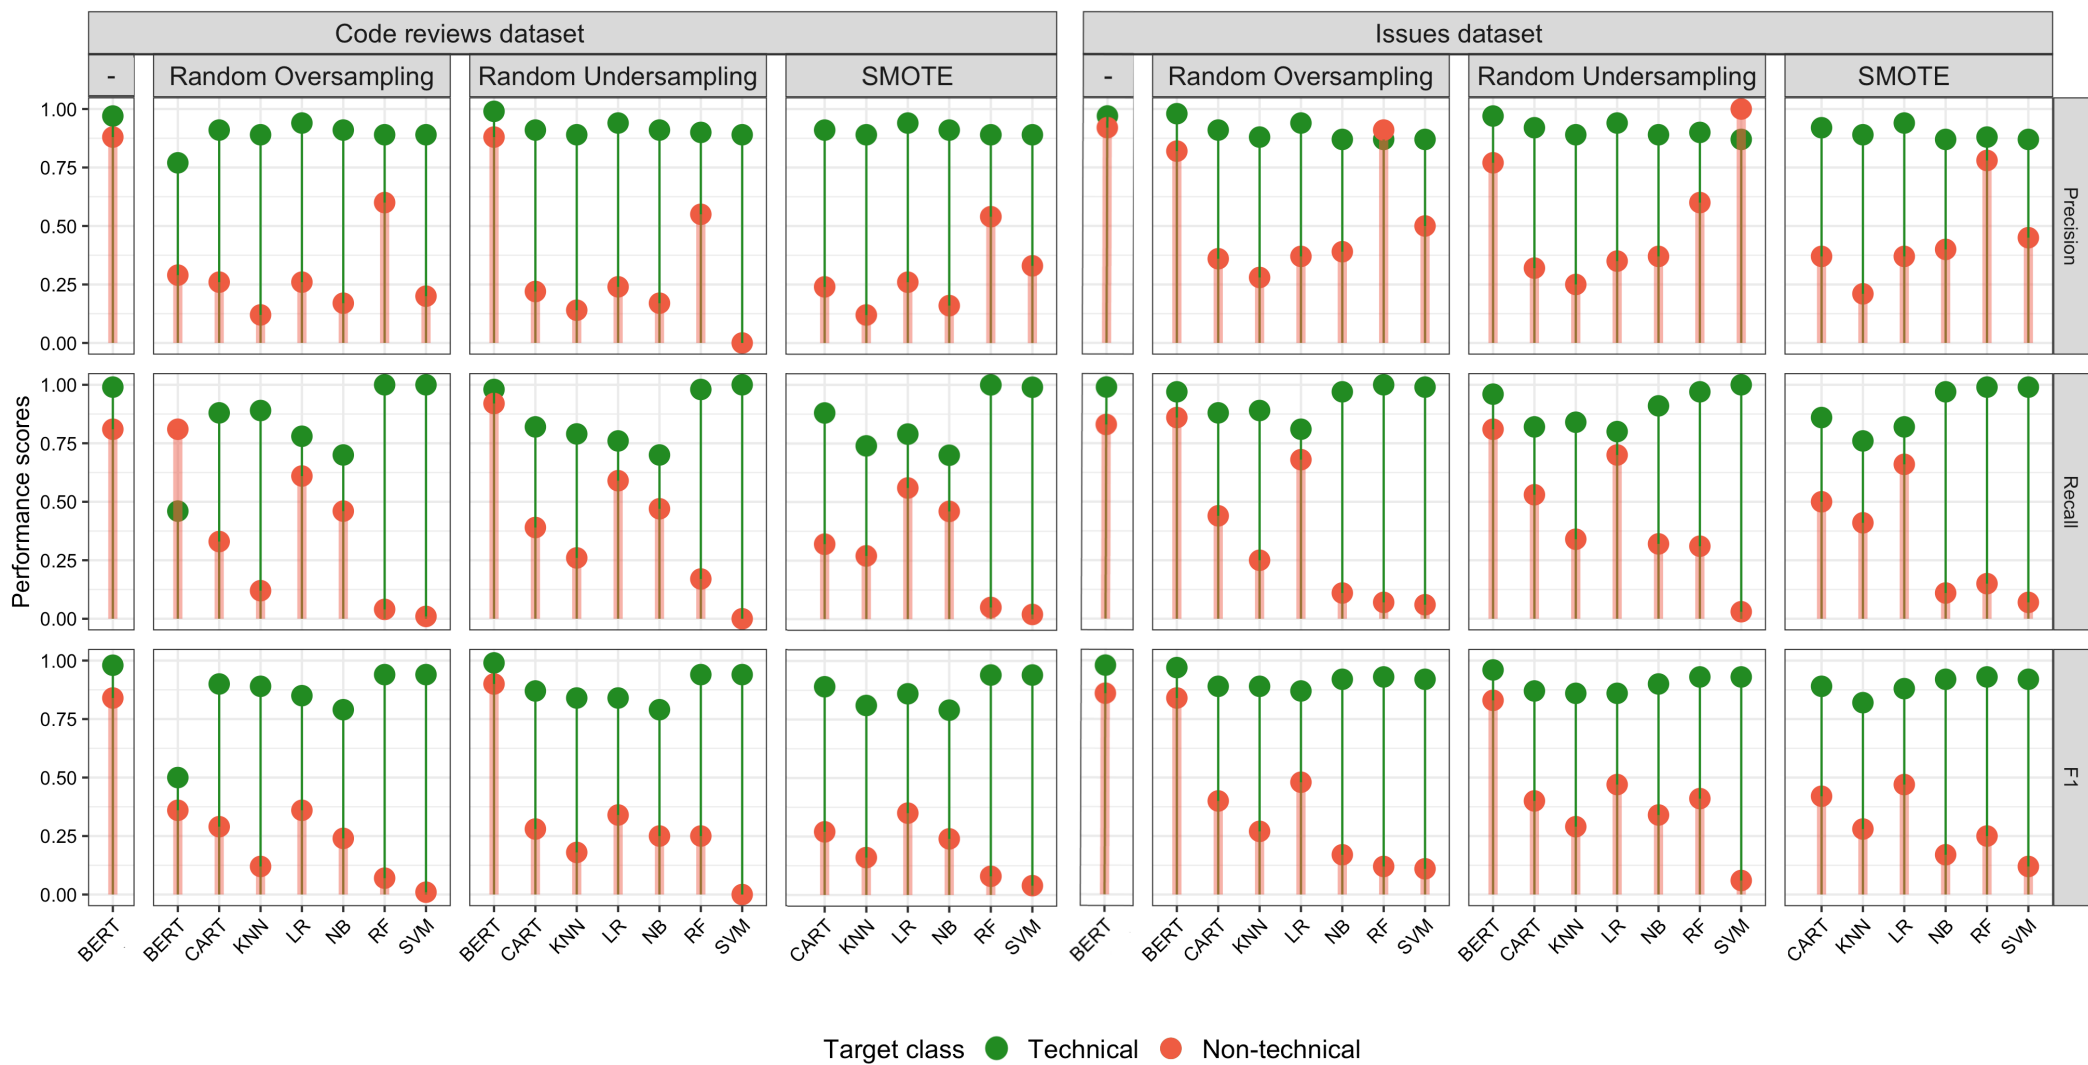 Code reviews dataset Issues dataset
- Random Oversampling Random Undersampling SMOTE - Random Oversampling Random Undersampling SMOTE
Performance scores
1.00
0.75
0.50
0.25
0.00
Precision
1.00
0.75
0.50
0.25
0.00
Recall
1.00
0.75
0.50
0.25
0.00
F1
BERT BERT CART KNN LR NB RF SVM BERT CART KNN LR NB RF SVM CART KNN LR NB RF SVM BERT BERT CART KNN LR NB RF SVM BERT CART KNN LR NB RF SVM CART KNN LR NB RF SVM
Target class Technical Non-technical